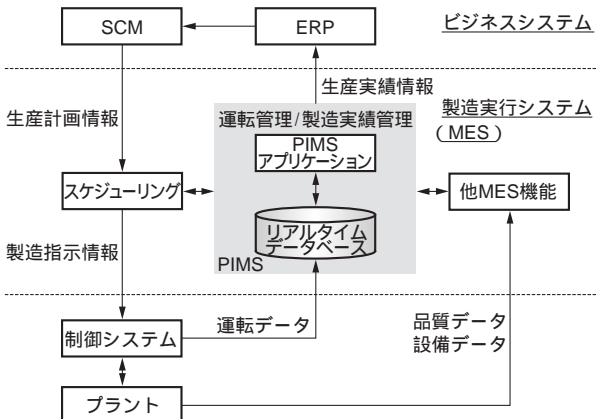 SCM
ERP
ビジネスシステム
生産実績情報
生産計画情報
運転管理/製造実績管理
製造実行システム
(MES)
PIMS
アプリケーション
スケジューリング
他MES機能
リアルタイム
データベース
製造指示情報
PIMS
運転データ
品質データ
設備データ
制御システム
プラント